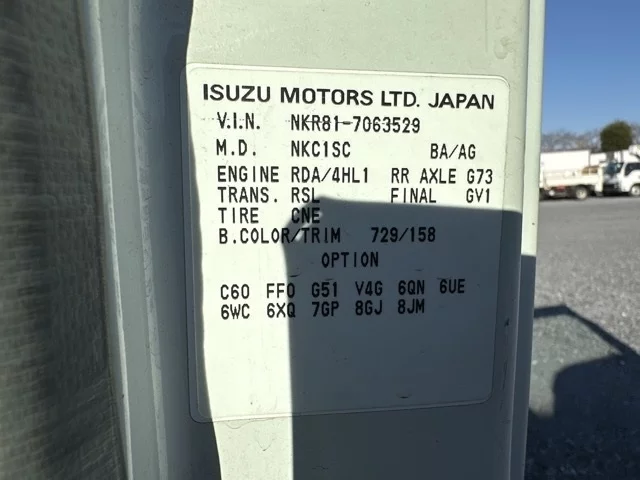 ISUZU MOTORS LTD. JAPAN
V.I.N. NKR81-7063529
M.D. NKC1SC BA/AG
ENGINE RDA/4HL1 RR AXLE G73
TRANS. RSL FINAL GV1
TIRE CNE
B.COLOR/TRIM 729/158
OPTION
C60 FF0 G51 V4G 6QN 6UE
6WC 6XQ 7GP 8GJ 8JM